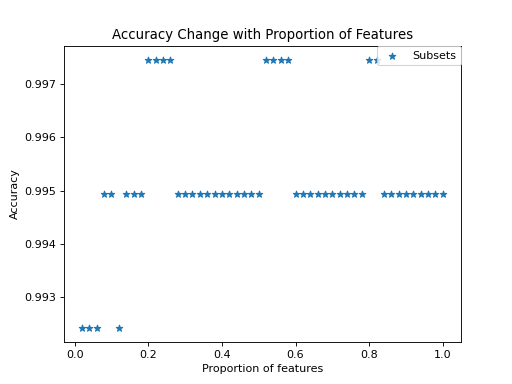 Accuracy Change with Proportion of Features
Subsets
0.997
0.996
0.995
0.994
0.993
Accuracy
0.0 0.2 0.4 0.6 0.8 1.0
Proportion of features